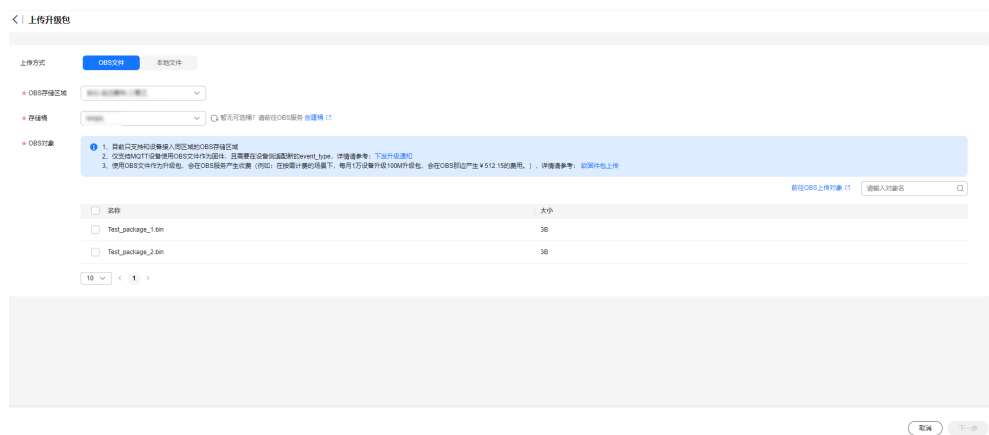 上传升级包
上传方式 OBS文件 本地文件
* OBS存储区域
* 存储桶 暂无可选桶？请前往OBS服务 创建桶
* OBS对象
1、目前只支持和设备接入同区域的OBS存储区域
2、仅支持MQTT设备使用OBS文件作为固件，且需要在设备侧适配新的event_type，详情请参考：下发升级通知
3、使用OBS文件作为升级包，会在OBS服务产生收费（例如：在按需计费的场景下，每月1万设备升级100M升级包，会在OBS那边产生￥512.15的费用。），详情请参考： 软固件包上传
前往OBS上传对象 请输入对象名
名称 大小
Test_package_1.bin 3B
Test_package_2.bin 3B
10 < 1 >
取消 下一步